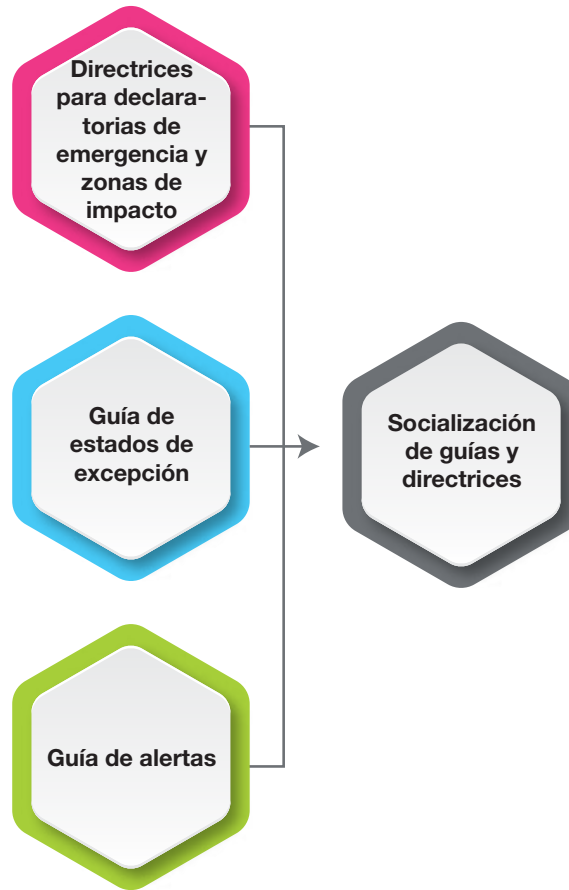 Directrices
para declara-
torias de
emergencia y
zonas de
impacto
Guía de
estados de
excepción
Socialización
de guías y
directrices
Guía de alertas